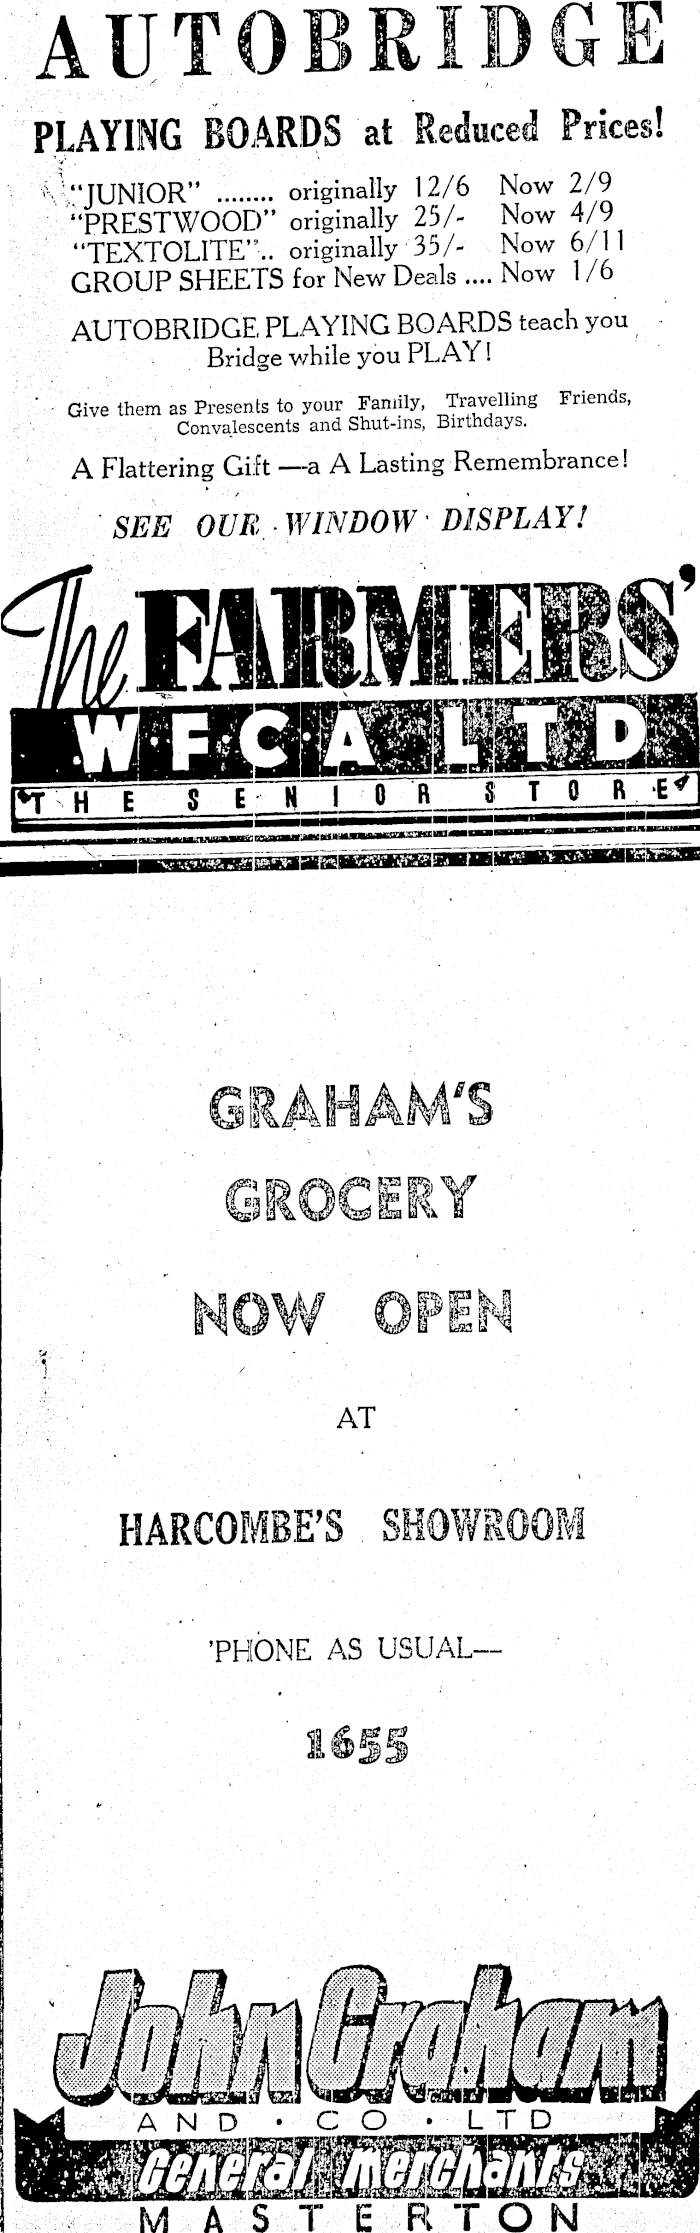 AUTOBRIDGE
PLAYING BOARDS at Reduced Prices!
"JUNIOR" ........ originally 12/6 Now 2/9
"PRESTWOOD" originally 25/- Now 4/9
"TEXTOLITE".. originally 35/- Now 6/11
GROUP SHEETS for New Deals .... Now 1/6
AUTOBRIDGE PLAYING BOARDS teach you
Bridge while you PLAY!
Give them as Presents to your Family, Travelling Friends,
Convalescents and Shut-ins, Birthdays.
A Flattering Gift —a A Lasting Remembrance!
SEE OUR WINDOW DISPLAY!
The FARMERS'
W·F·C·A LTD
"THE SENIOR STORE"
GRAHAM'S
GROCERY
NOW OPEN
AT
HARCOMBE'S SHOWROOM
'PHONE AS USUAL—
1655
John Graham
AND · CO · LTD
General Merchants
MASTERTON